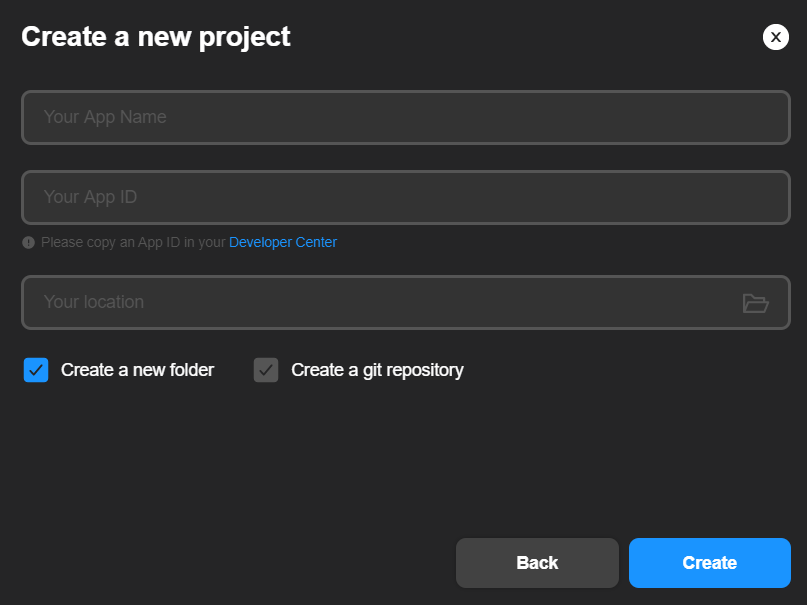 Create a new project
X
Your App Name
Your App ID
Please copy an App ID in your Developer Center
Your location
Create a new folder Create a git repository
Back Create